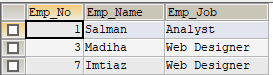 Emp_No Emp_Name Emp_Job
1 Salman Analyst
3 Madiha Web Designer
7 Imtiaz Web Designer